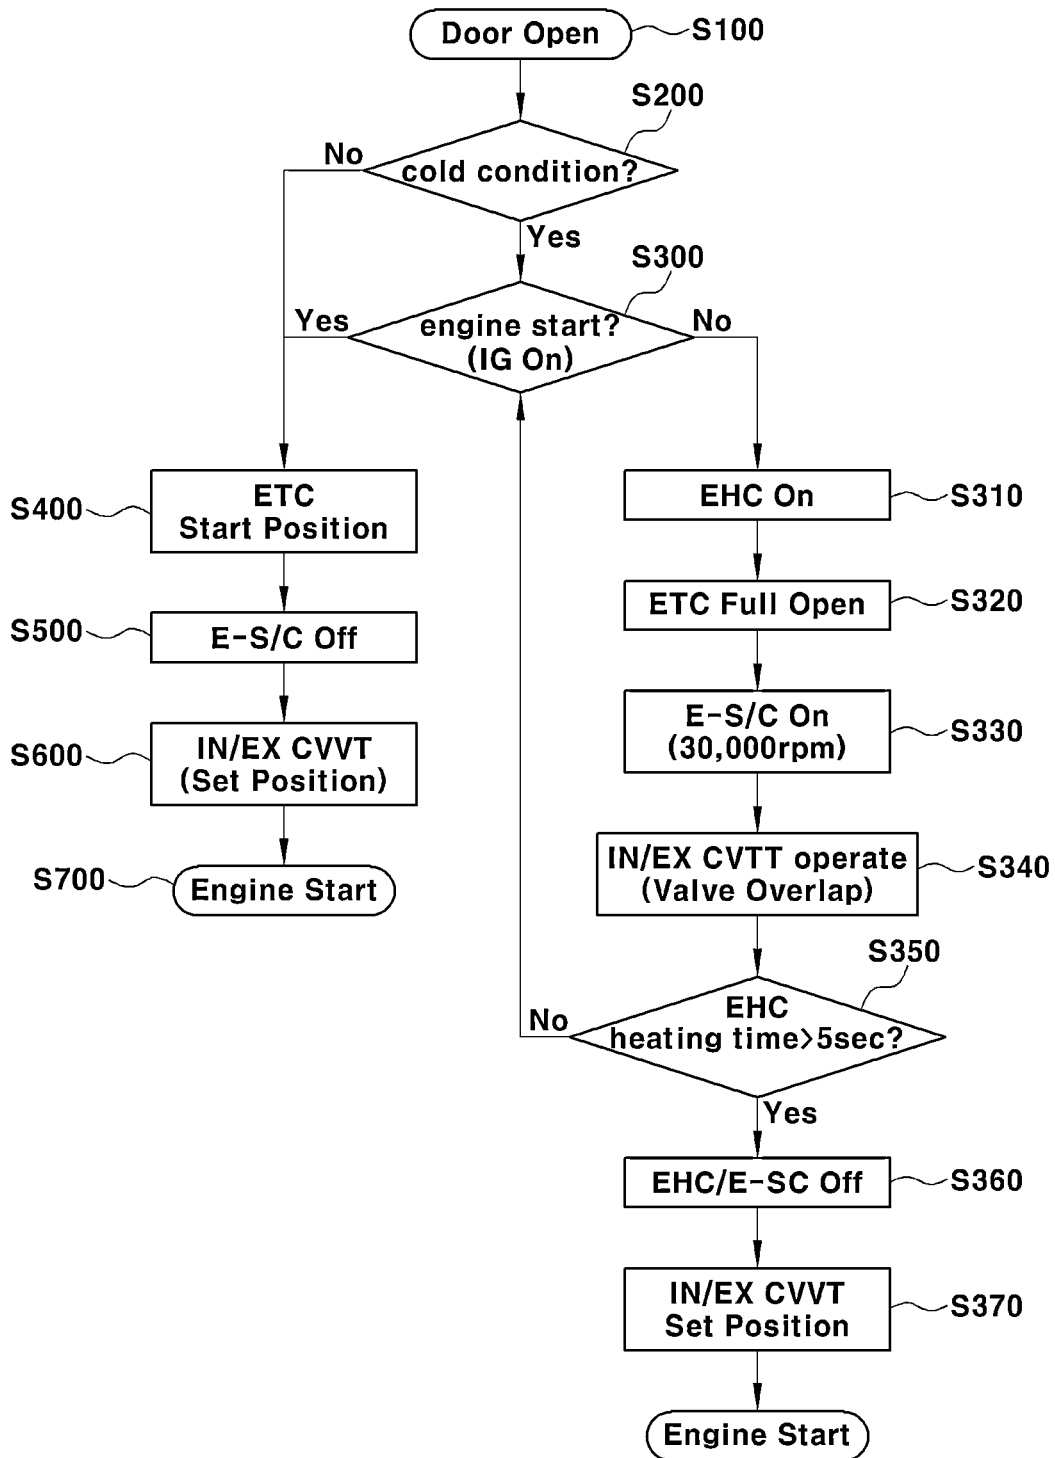 Door Open
S100
S200
No
cold condition?
Yes
S300
Yes
engine start?
(IG On)
No
S400
ETC
Start Position
EHC On
S310
ETC Full Open
S320
S500
E-S/C Off
E-S/C On
(30,000rpm)
S330
S600
IN/EX CVVT
(Set Position)
IN/EX CVTT operate
(Valve Overlap)
S340
S700
Engine Start
S350
No
EHC
heating time>5sec?
Yes
EHC/E-SC Off
S360
IN/EX CVVT
Set Position
S370
Engine Start